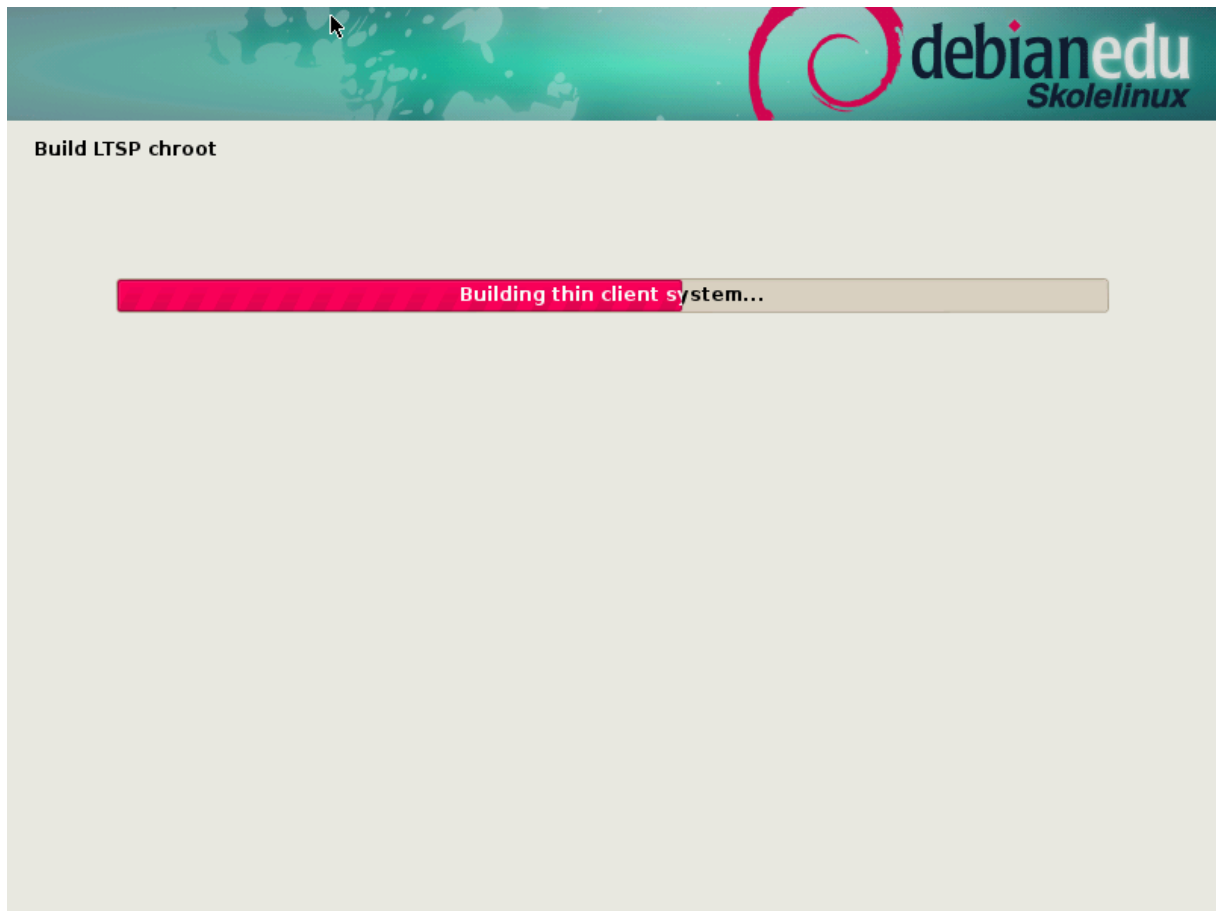 debianedu
Skolelinux
Build LTSP chroot
Building thin client system...